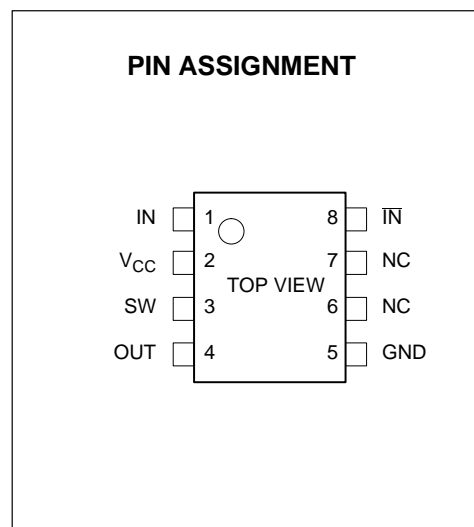 PIN ASSIGNMENT
IN 1 8 I̅N̅
VCC 2 7 NC
TOP VIEW
SW 3 6 NC
OUT 4 5 GND